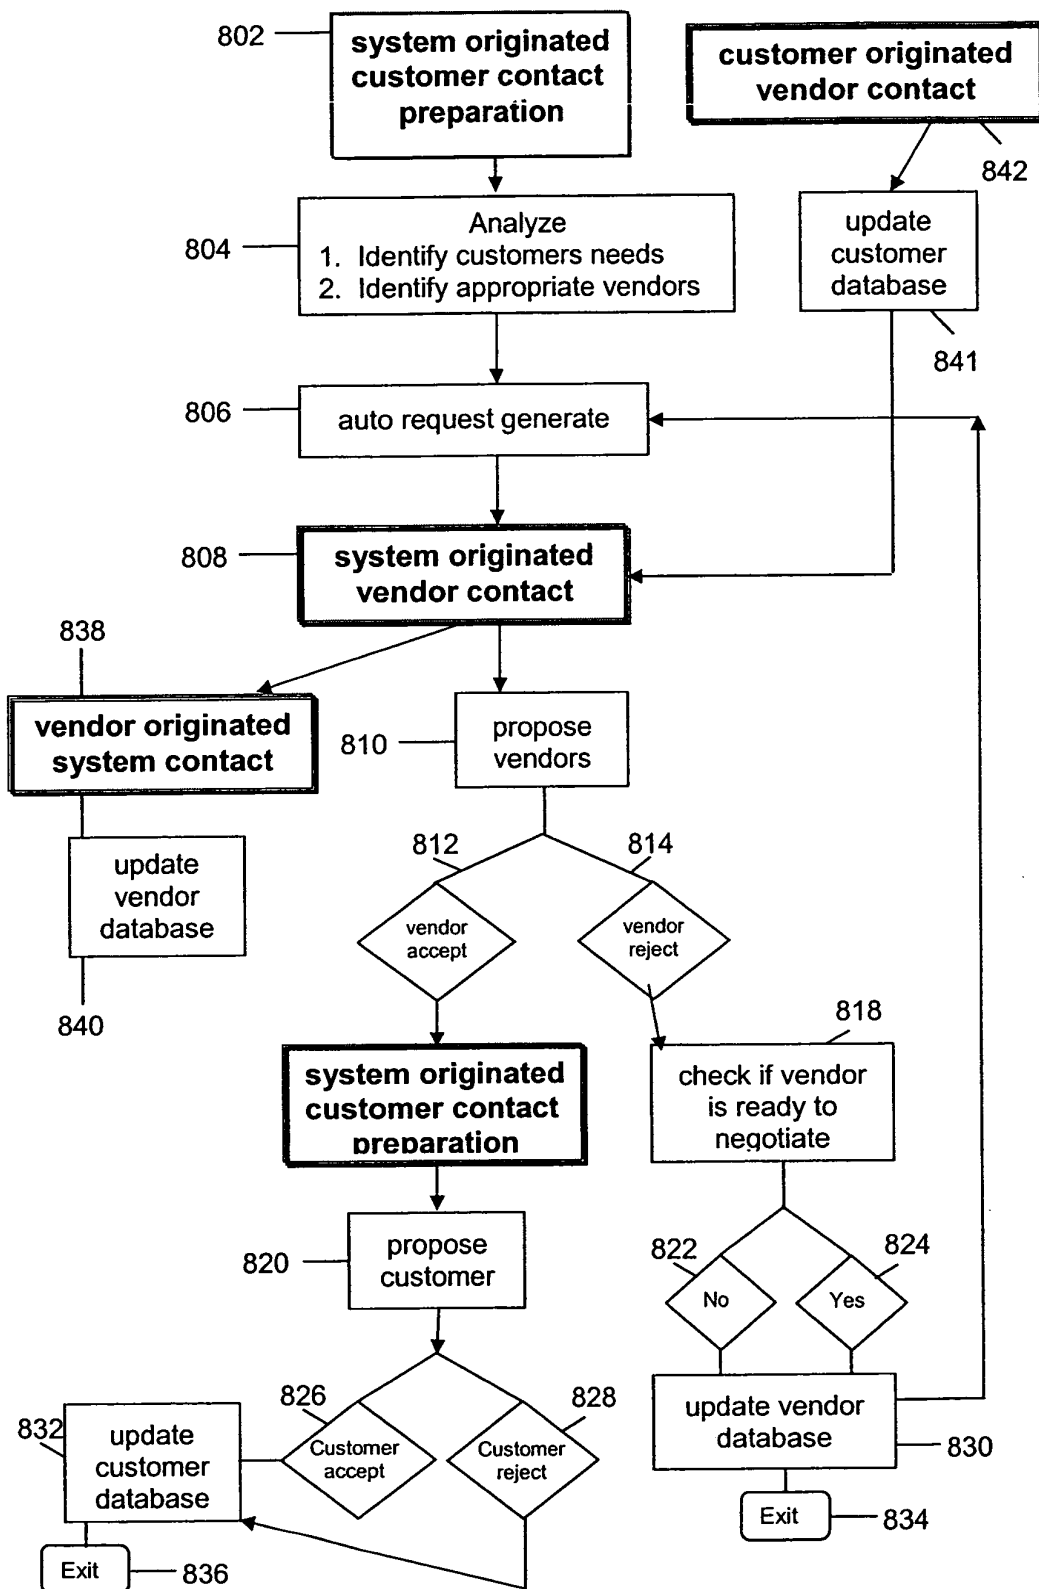 802
system originated
customer contact
preparation
customer originated
vendor contact
842
804
Analyze
1. Identify customers needs
2. Identify appropriate vendors
update
customer
database
841
806
auto request generate
808
system originated
vendor contact
838
vendor originated
system contact
810
propose
vendors
update
vendor
database
840
812
814
vendor
accept
vendor
reject
system originated
customer contact
preparation
818
check if vendor
is ready to
negotiate
820
propose
customer
822
824
No
Yes
826
828
832
update
customer
database
Customer
accept
Customer
reject
update vendor
database
830
Exit
834
Exit
836